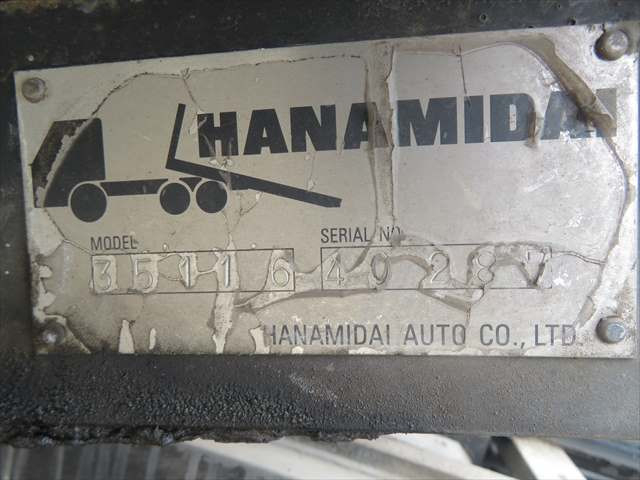 HANAMIDAI
MODEL SERIAL NO.
35116 40287
HANAMIDAI AUTO CO., LTD